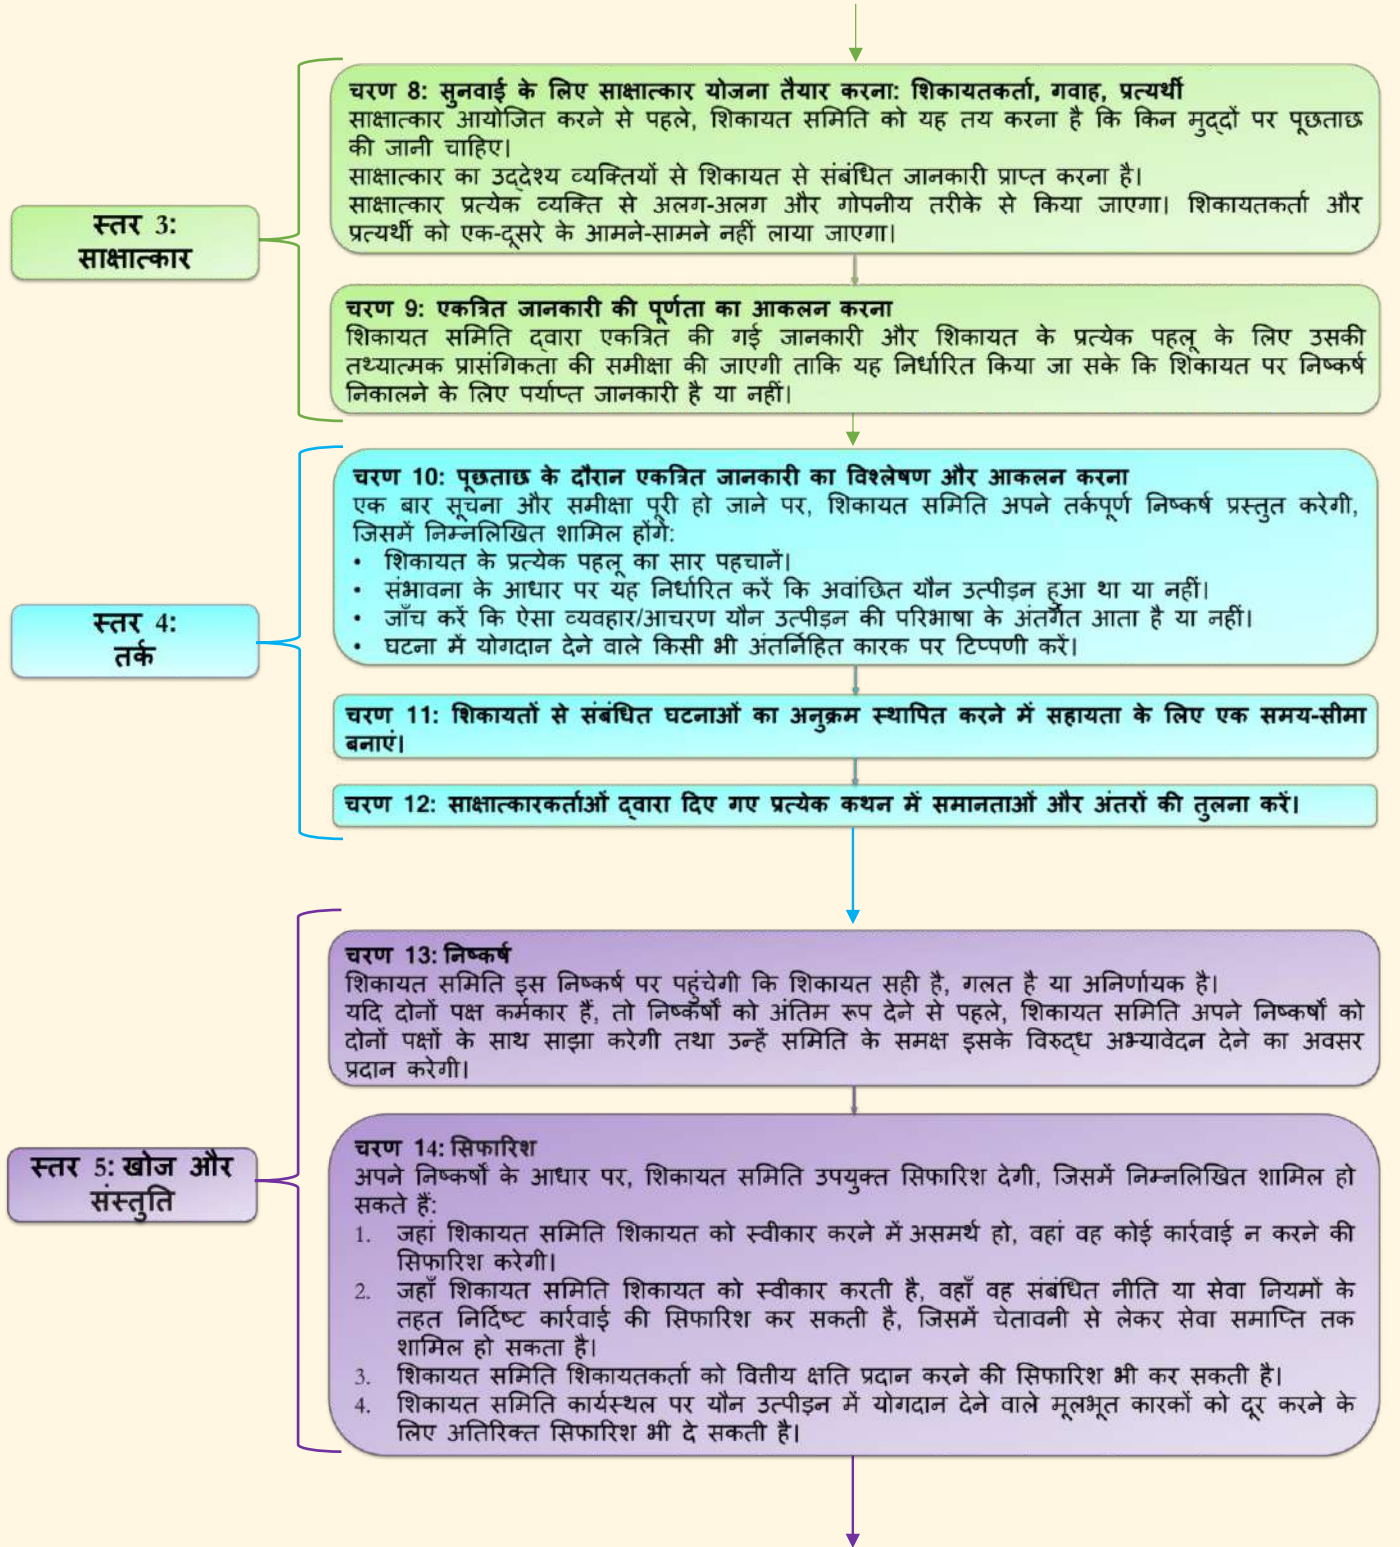 चरण 8: सुनवाई के लिए साक्षात्कार योजना तैयार करना: शिकायतकर्ता, गवाह, प्रत्यर्थी
साक्षात्कार आयोजित करने से पहले, शिकायत समिति को यह तय करना है कि किन मुद्दों पर पूछताछ
की जानी चाहिए।
साक्षात्कार का उद्देश्य व्यक्तियों से शिकायत से संबंधित जानकारी प्राप्त करना है।
साक्षात्कार प्रत्येक व्यक्ति से अलग-अलग और गोपनीय तरीके से किया जाएगा। शिकायतकर्ता और
प्रत्यर्थी को एक-दूसरे के आमने-सामने नहीं लाया जाएगा।
स्तर 3:
साक्षात्कार
चरण 9: एकत्रित जानकारी की पूर्णता का आकलन करना
शिकायत समिति द्वारा एकत्रित की गई जानकारी और शिकायत के प्रत्येक पहलू के लिए उसकी
तथ्यात्मक प्रासंगिकता की समीक्षा की जाएगी ताकि यह निर्धारित किया जा सके कि शिकायत पर निष्कर्ष
निकालने के लिए पर्याप्त जानकारी है या नहीं।
चरण 10: पूछताछ के दौरान एकत्रित जानकारी का विश्लेषण और आकलन करना
एक बार सूचना और समीक्षा पूरी हो जाने पर, शिकायत समिति अपने तर्कपूर्ण निष्कर्ष प्रस्तुत करेगी,
जिसमें निम्नलिखित शामिल होंगे:
• शिकायत के प्रत्येक पहलू का सार पहचानें।
• संभावना के आधार पर यह निर्धारित करें कि अवांछित यौन उत्पीड़न हुआ था या नहीं।
• जाँच करें कि ऐसा व्यवहार/आचरण यौन उत्पीड़न की परिभाषा के अंतर्गत आता है या नहीं।
• घटना में योगदान देने वाले किसी भी अंतर्निहित कारक पर टिप्पणी करें।
स्तर 4:
तर्क
चरण 11: शिकायतों से संबंधित घटनाओं का अनुक्रम स्थापित करने में सहायता के लिए एक समय-सीमा
बनाएं।
चरण 12: साक्षात्कारकर्ताओं द्वारा दिए गए प्रत्येक कथन में समानताओं और अंतरों की तुलना करें।
चरण 13: निष्कर्ष
शिकायत समिति इस निष्कर्ष पर पहुंचेगी कि शिकायत सही है, गलत है या अनिर्णायक है।
यदि दोनों पक्ष कर्मकार हैं, तो निष्कर्षों को अंतिम रूप देने से पहले, शिकायत समिति अपने निष्कर्षों को
दोनों पक्षों के साथ साझा करेगी तथा उन्हें समिति के समक्ष इसके विरुद्ध अभ्यावेदन देने का अवसर
प्रदान करेगी।
स्तर 5: खोज और
संस्तुति
चरण 14: सिफारिश
अपने निष्कर्षों के आधार पर, शिकायत समिति उपयुक्त सिफारिश देगी, जिसमें निम्नलिखित शामिल हो
सकते हैं:
1. जहां शिकायत समिति शिकायत को स्वीकार करने में असमर्थ हो, वहां वह कोई कार्रवाई न करने की
सिफारिश करेगी।
2. जहाँ शिकायत समिति शिकायत को स्वीकार करती है, वहाँ वह संबंधित नीति या सेवा नियमों के
तहत निर्दिष्ट कार्रवाई की सिफारिश कर सकती है, जिसमें चेतावनी से लेकर सेवा समाप्ति तक
शामिल हो सकता है।
3. शिकायत समिति शिकायतकर्ता को वित्तीय क्षति प्रदान करने की सिफारिश भी कर सकती है।
4. शिकायत समिति कार्यस्थल पर यौन उत्पीड़न में योगदान देने वाले मूलभूत कारकों को दूर करने के
लिए अतिरिक्त सिफारिश भी दे सकती है।